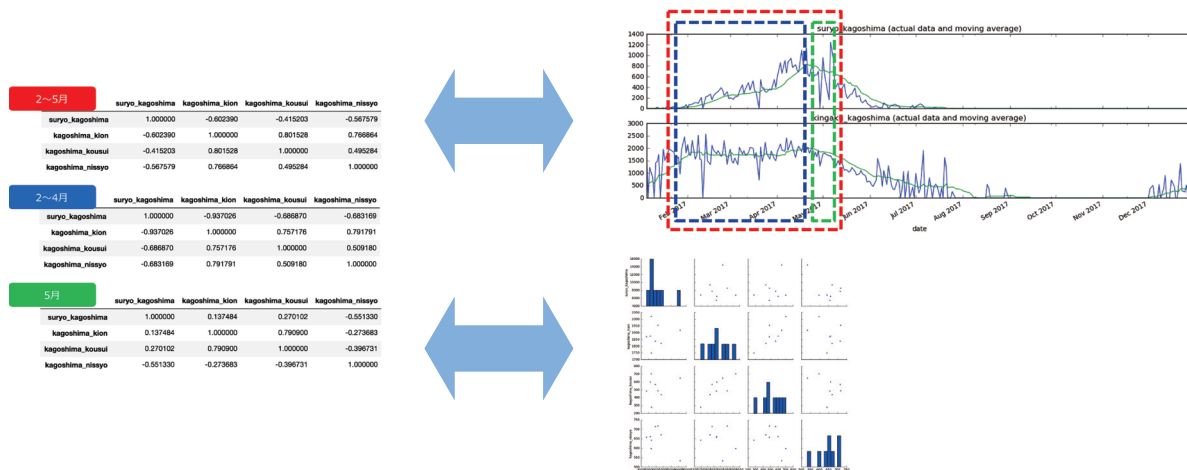 2～5月
suryo_kagoshima kagoshima_kion kagoshima_kousui kagoshima_nissyo
suryo_kagoshima 1.000000 -0.602390 -0.415203 -0.567579
kagoshima_kion -0.602390 1.000000 0.801528 0.766864
kagoshima_kousui -0.415203 0.801528 1.000000 0.495284
kagoshima_nissyo -0.567579 0.766864 0.495284 1.000000
2～4月
suryo_kagoshima kagoshima_kion kagoshima_kousui kagoshima_nissyo
suryo_kagoshima 1.000000 -0.937026 -0.686870 -0.683169
kagoshima_kion -0.937026 1.000000 0.757176 0.791791
kagoshima_kousui -0.686870 0.757176 1.000000 0.509180
kagoshima_nissyo -0.683169 0.791791 0.509180 1.000000
5月
suryo_kagoshima kagoshima_kion kagoshima_kousui kagoshima_nissyo
suryo_kagoshima 1.000000 0.137484 0.270102 -0.551330
kagoshima_kion 0.137484 1.000000 0.790900 -0.273683
kagoshima_kousui 0.270102 0.790900 1.000000 -0.396731
kagoshima_nissyo -0.551330 -0.273683 -0.396731 1.000000
suryo_kagoshima (actual data and moving average)
1400
1200
1000
800
600
400
200
0
kingaku_kagoshima (actual data and moving average)
3000
2500
2000
1500
1000
500
0
Feb 2017 Mar 2017 Apr 2017 May 2017 Jun 2017 Jul 2017 Aug 2017 Sep 2017 Oct 2017 Nov 2017 Dec 2017
date